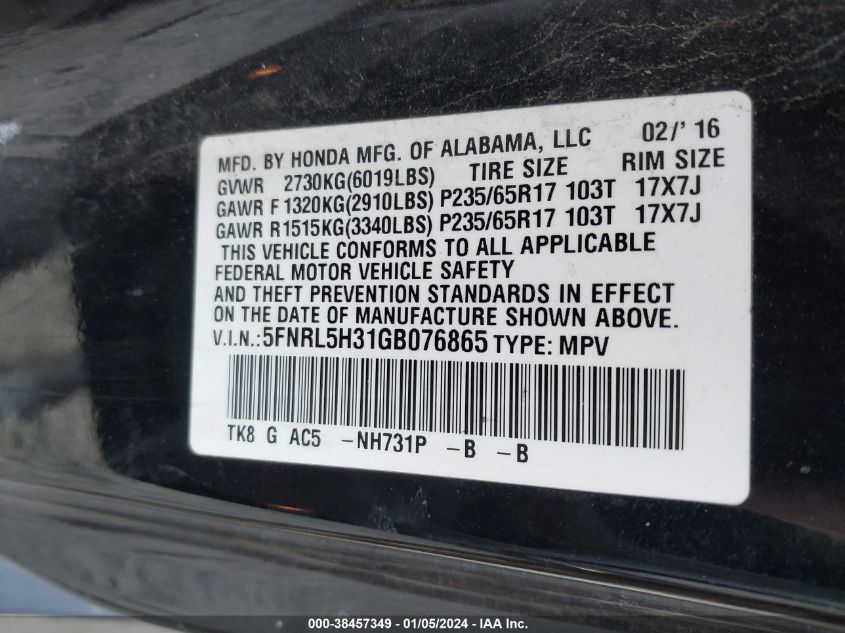 MFD. BY HONDA MFG. OF ALABAMA, LLC 02/' 16
GVWR 2730KG(6019LBS) TIRE SIZE RIM SIZE
GAWR F 1320KG(2910LBS) P235/65R17 103T 17X7J
GAWR R1515KG(3340LBS) P235/65R17 103T 17X7J
THIS VEHICLE CONFORMS TO ALL APPLICABLE
FEDERAL MOTOR VEHICLE SAFETY
AND THEFT PREVENTION STANDARDS IN EFFECT
ON THE DATE OF MANUFACTURE SHOWN ABOVE.
V.I.N.:5FNRL5H31GB076865 TYPE: MPV
TK8 G AC5 -NH731P -B -B
000-38457349 | 01/05/2024 | - IAA Inc.